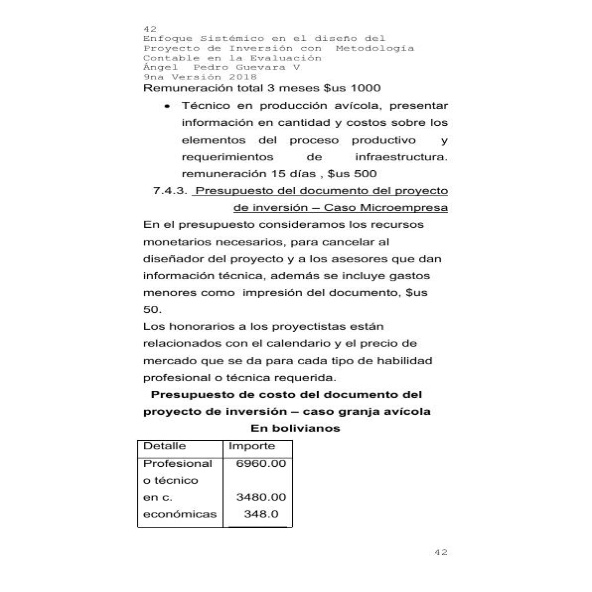 42
Enfoque Sistémico en el diseño del
Proyecto de Inversión con  Metodología
Contable en la Evaluación
Ángel  Pedro Guevara V
9na Versión 2018
Remuneración total 3 meses $us 1000
• Técnico en producción avícola, presentar
información en cantidad y costos sobre los
elementos del proceso productivo y
requerimientos de infraestructura.
remuneración 15 días , $us 500
7.4.3.  Presupuesto del documento del proyecto
de inversión – Caso Microempresa
En el presupuesto consideramos los recursos
monetarios necesarios, para cancelar al
diseñador del proyecto y a los asesores que dan
información técnica, además se incluye gastos
menores como  impresión del documento, $us
50.
Los honorarios a los proyectistas están
relacionados con el calendario y el precio de
mercado que se da para cada tipo de habilidad
profesional o técnica requerida.
Presupuesto de costo del documento del
proyecto de inversión – caso granja avícola
En bolivianos
Detalle Importe
Profesional 6960.00
o técnico
en c. 3480.00
económicas 348.0
42